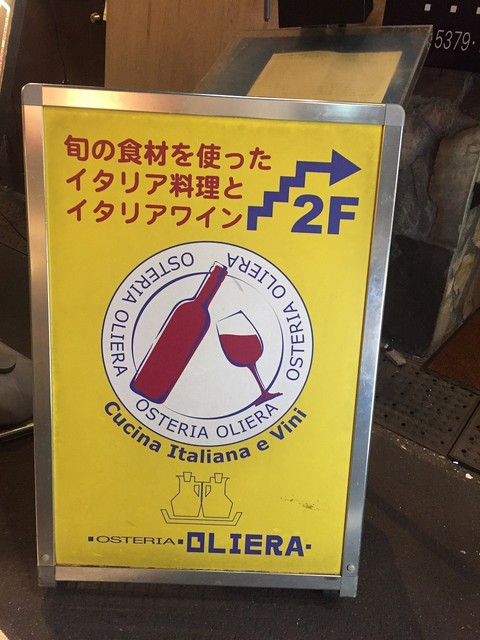 5379
旬の食材を使った
イタリア料理と
イタリアワイン
2F
OSTERIA OLIERA
OSTERIA OLIERA
OSTERIA OLIERA
Cucina Italiana e Vini
OSTERIA・OLIERA